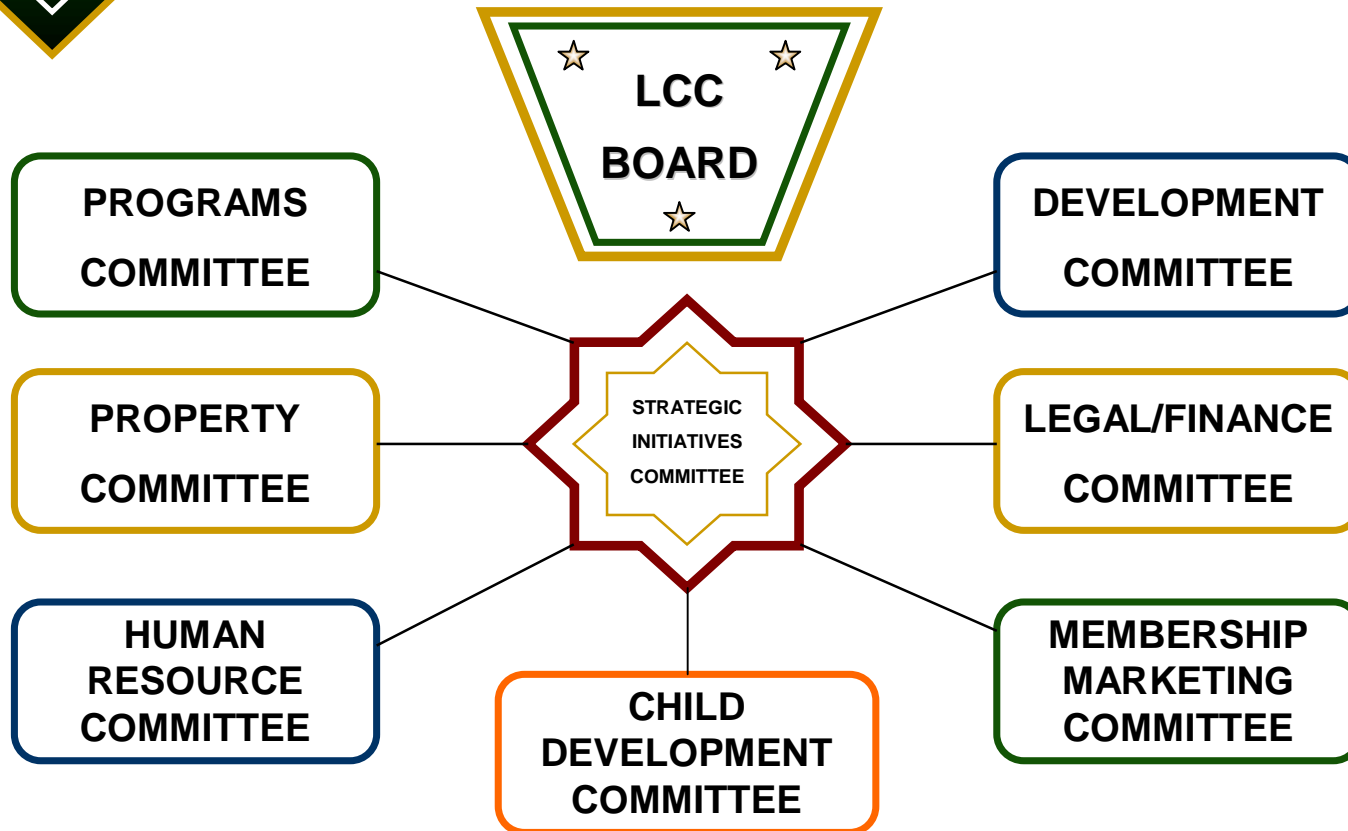 LCC
BOARD
PROGRAMS
COMMITTEE
DEVELOPMENT
COMMITTEE
PROPERTY
COMMITTEE
STRATEGIC
INITIATIVES
COMMITTEE
LEGAL/FINANCE
COMMITTEE
HUMAN
RESOURCE
COMMITTEE
CHILD
DEVELOPMENT
COMMITTEE
MEMBERSHIP
MARKETING
COMMITTEE